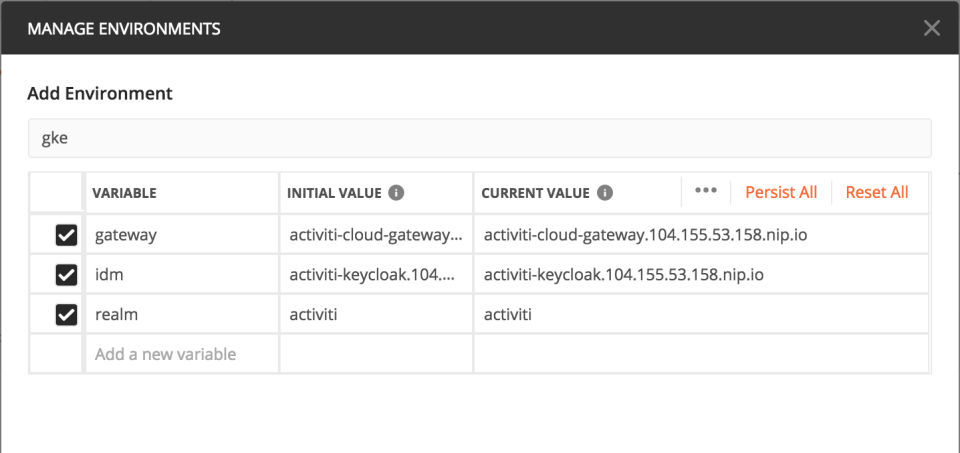 MANAGE ENVIRONMENTS
Add Environment
gke
VARIABLE INITIAL VALUE CURRENT VALUE ••• Persist All Reset All
gateway activiti-cloud-gateway... activiti-cloud-gateway.104.155.53.158.nip.io
idm activiti-keycloak.104.... activiti-keycloak.104.155.53.158.nip.io
realm activiti activiti
Add a new variable